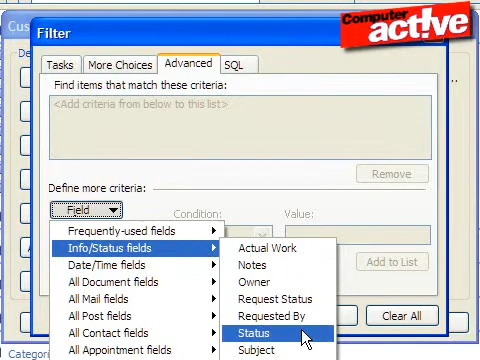 Cus
Computer
act!ve
Filter
De
Tasks
More Choices
Advanced
SQL
Find items that match these criteria:
<Add criteria from below to this list>
Remove
Define more criteria:
Field
Condition:
Value:
Frequently-used fields
Info/Status fields
Date/Time fields
All Document fields
All Mail fields
All Post fields
All Contact fields
All Appointment fields
Actual Work
Notes
Owner
Request Status
Requested By
Status
Subject
Add to List
Clear All